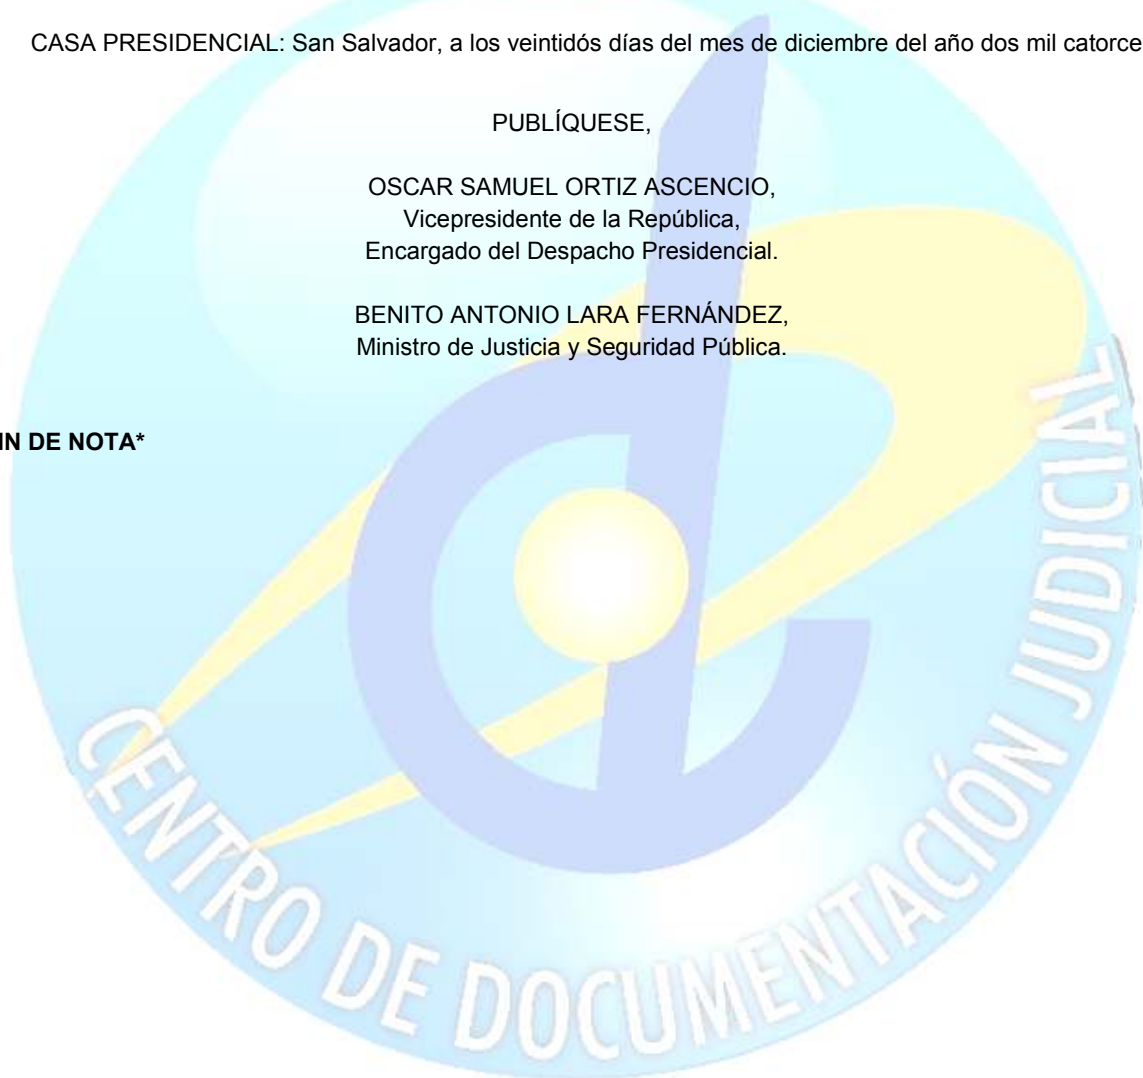 CASA PRESIDENCIAL: San Salvador, a los veintidós días del mes de diciembre del año dos mil catorce
PUBLÍQUESE,
OSCAR SAMUEL ORTIZ ASCENCIO,
Vicepresidente de la República,
Encargado del Despacho Presidencial.
BENITO ANTONIO LARA FERNÁNDEZ,
Ministro de Justicia y Seguridad Pública.
IN DE NOTA*
CENTRO DE DOCUMENTACIÓN JUDICIAL